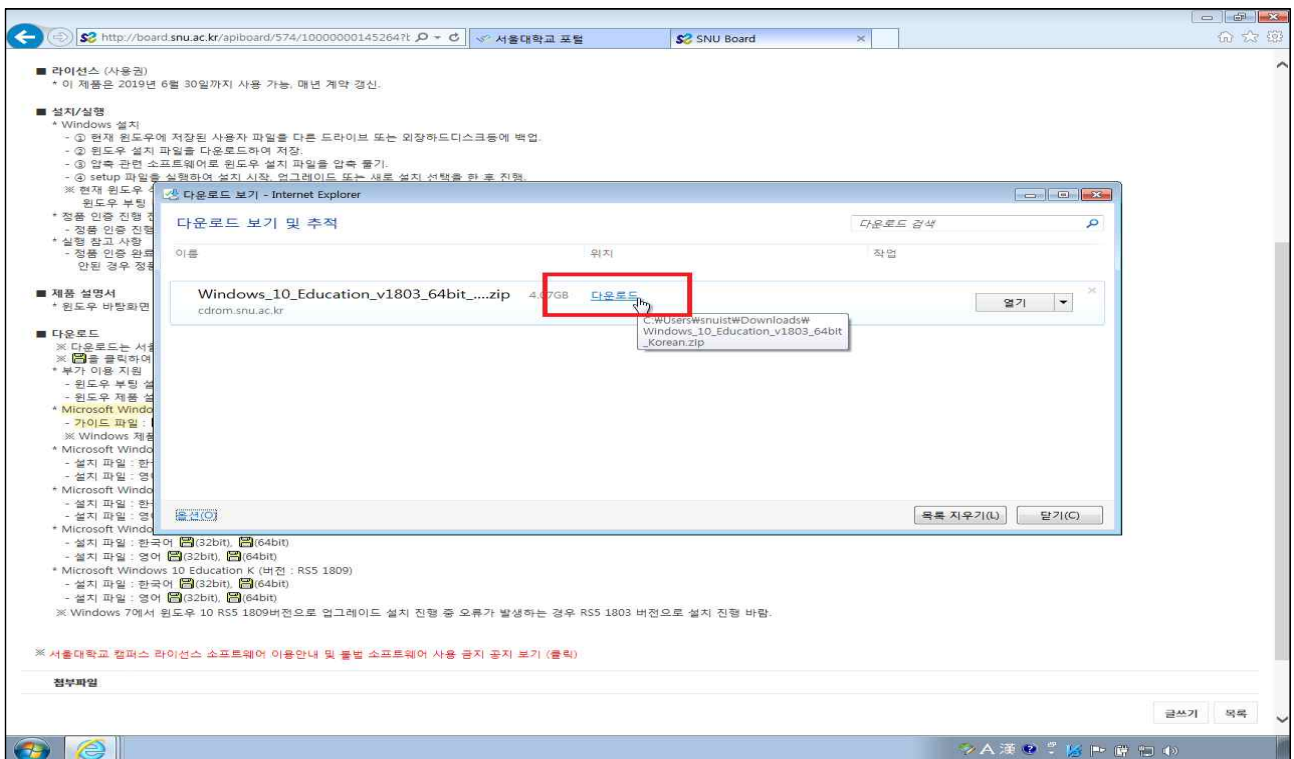 http://board.snu.ac.kr/apiboard/574/10000000145264?t
서울대학교 포털
SNU Board
■ 라이선스 (사용권)
* 이 제품은 2019년 6월 30일까지 사용 가능, 매년 계약 갱신.
■ 설치/실행
* Windows 설치
- ① 현재 윈도우에 저장된 사용자 파일을 다른 드라이브 또는 외장하드디스크등에 백업.
- ② 윈도우 설치 파일을 다운로드하여 저장.
- ③ 압축 관련 소프트웨어로 윈도우 설치 파일을 압축 풀기.
- ④ setup 파일을 실행하여 설치 시작, 업그레이드 또는 새로 설치 선택을 한 후 진행.
※ 현재 윈도우
윈도우 부팅
* 정품 인증 진행
- 정품 인증 진행
* 실행 참고 사항
- 정품 인증 완료
안된 경우 정품
■ 제품 설명서
* 윈도우 바탕화면
■ 다운로드
※ 다운로드는 서울
※ 을 클릭하여
* 부가 이용 지원
- 윈도우 부팅 설
- 윈도우 제품 설
* Microsoft Windo
- 가이드 파일 :
※ Windows 제품
* Microsoft Windo
- 설치 파일 : 한
- 설치 파일 : 영
* Microsoft Windo
- 설치 파일 : 한
- 설치 파일 : 영
* Microsoft Windo
- 설치 파일 : 한국어 (32bit), (64bit)
- 설치 파일 : 영어 (32bit), (64bit)
* Microsoft Windows 10 Education K (버전 : RS5 1809)
- 설치 파일 : 한국어 (32bit), (64bit)
- 설치 파일 : 영어 (32bit), (64bit)
※ Windows 7에서 윈도우 10 RS5 1809버전으로 업그레이드 설치 진행 중 오류가 발생하는 경우 RS5 1803 버전으로 설치 진행 바람.
※ 서울대학교 캠퍼스 라이선스 소프트웨어 이용안내 및 불법 소프트웨어 사용 금지 공지 보기 (클릭)
첨부파일
글쓰기 목록
다운로드 보기 - Internet Explorer
다운로드 보기 및 추적
다운로드 검색
이름 위치 작업
Windows_10_Education_v1803_64bit_....zip 4.07GB 다운로드
cdrom.snu.ac.kr
열기
C:₩Users₩snuist₩Downloads₩
Windows_10_Education_v1803_64bit
_Korean.zip
옵션(O)
목록 지우기(L) 닫기(C)
A 漢